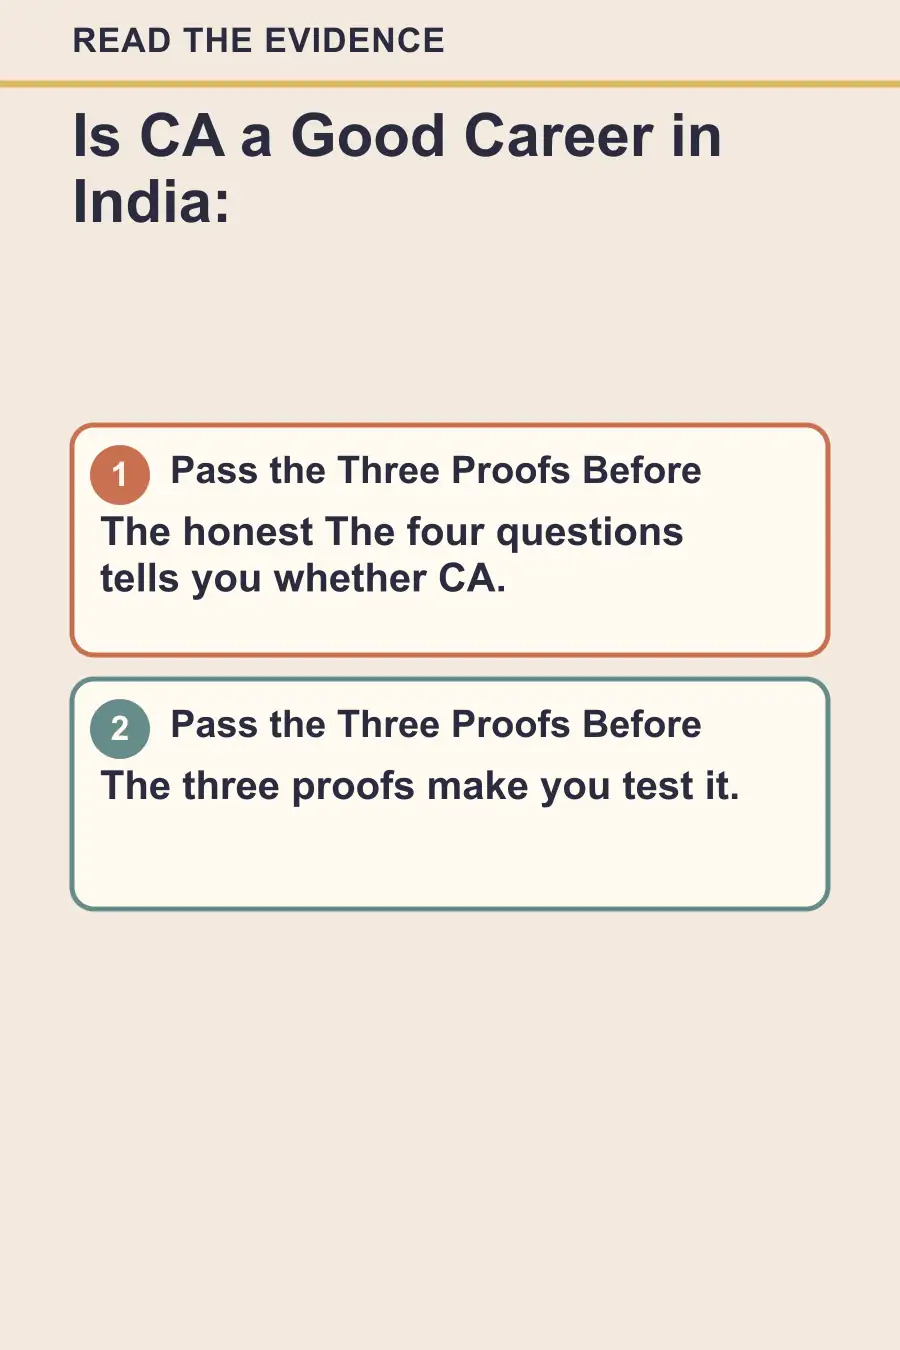 READ THE EVIDENCE
Is CA a Good Career in
India:
1 Pass the Three Proofs Before
The honest The four questions
tells you whether CA.
2 Pass the Three Proofs Before
The three proofs make you test it.